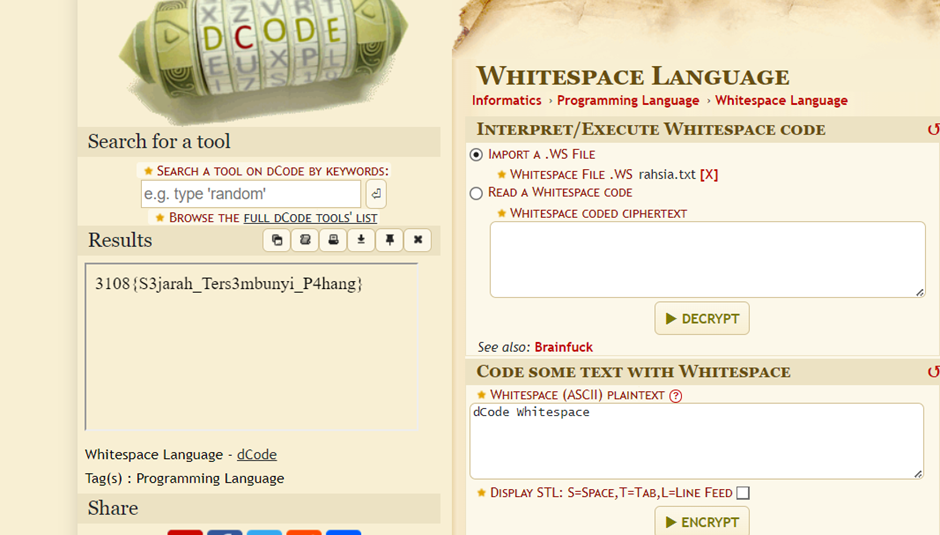 DCODE
Search for a tool
★ SEARCH A TOOL ON DCODE BY KEYWORDS:
e.g. type 'random'
★ BROWSE THE FULL DCODE TOOLS' LIST
Results
3108{S3jarah_Ters3mbunyi_P4hang}
Whitespace Language - dCode
Tag(s) : Programming Language
Share
WHITESPACE LANGUAGE
Informatics › Programming Language › Whitespace Language
INTERPRET/EXECUTE WHITESPACE CODE
IMPORT A .WS FILE
★ WHITESPACE FILE .WS rahsia.txt [X]
READ A WHITESPACE CODE
★ WHITESPACE CODED CIPHERTEXT
▶ DECRYPT
See also: Brainfuck
CODE SOME TEXT WITH WHITESPACE
★ WHITESPACE (ASCII) PLAINTEXT ?
dCode Whitespace
★ DISPLAY STL: S=SPACE,T=TAB,L=LINE FEED
▶ ENCRYPT